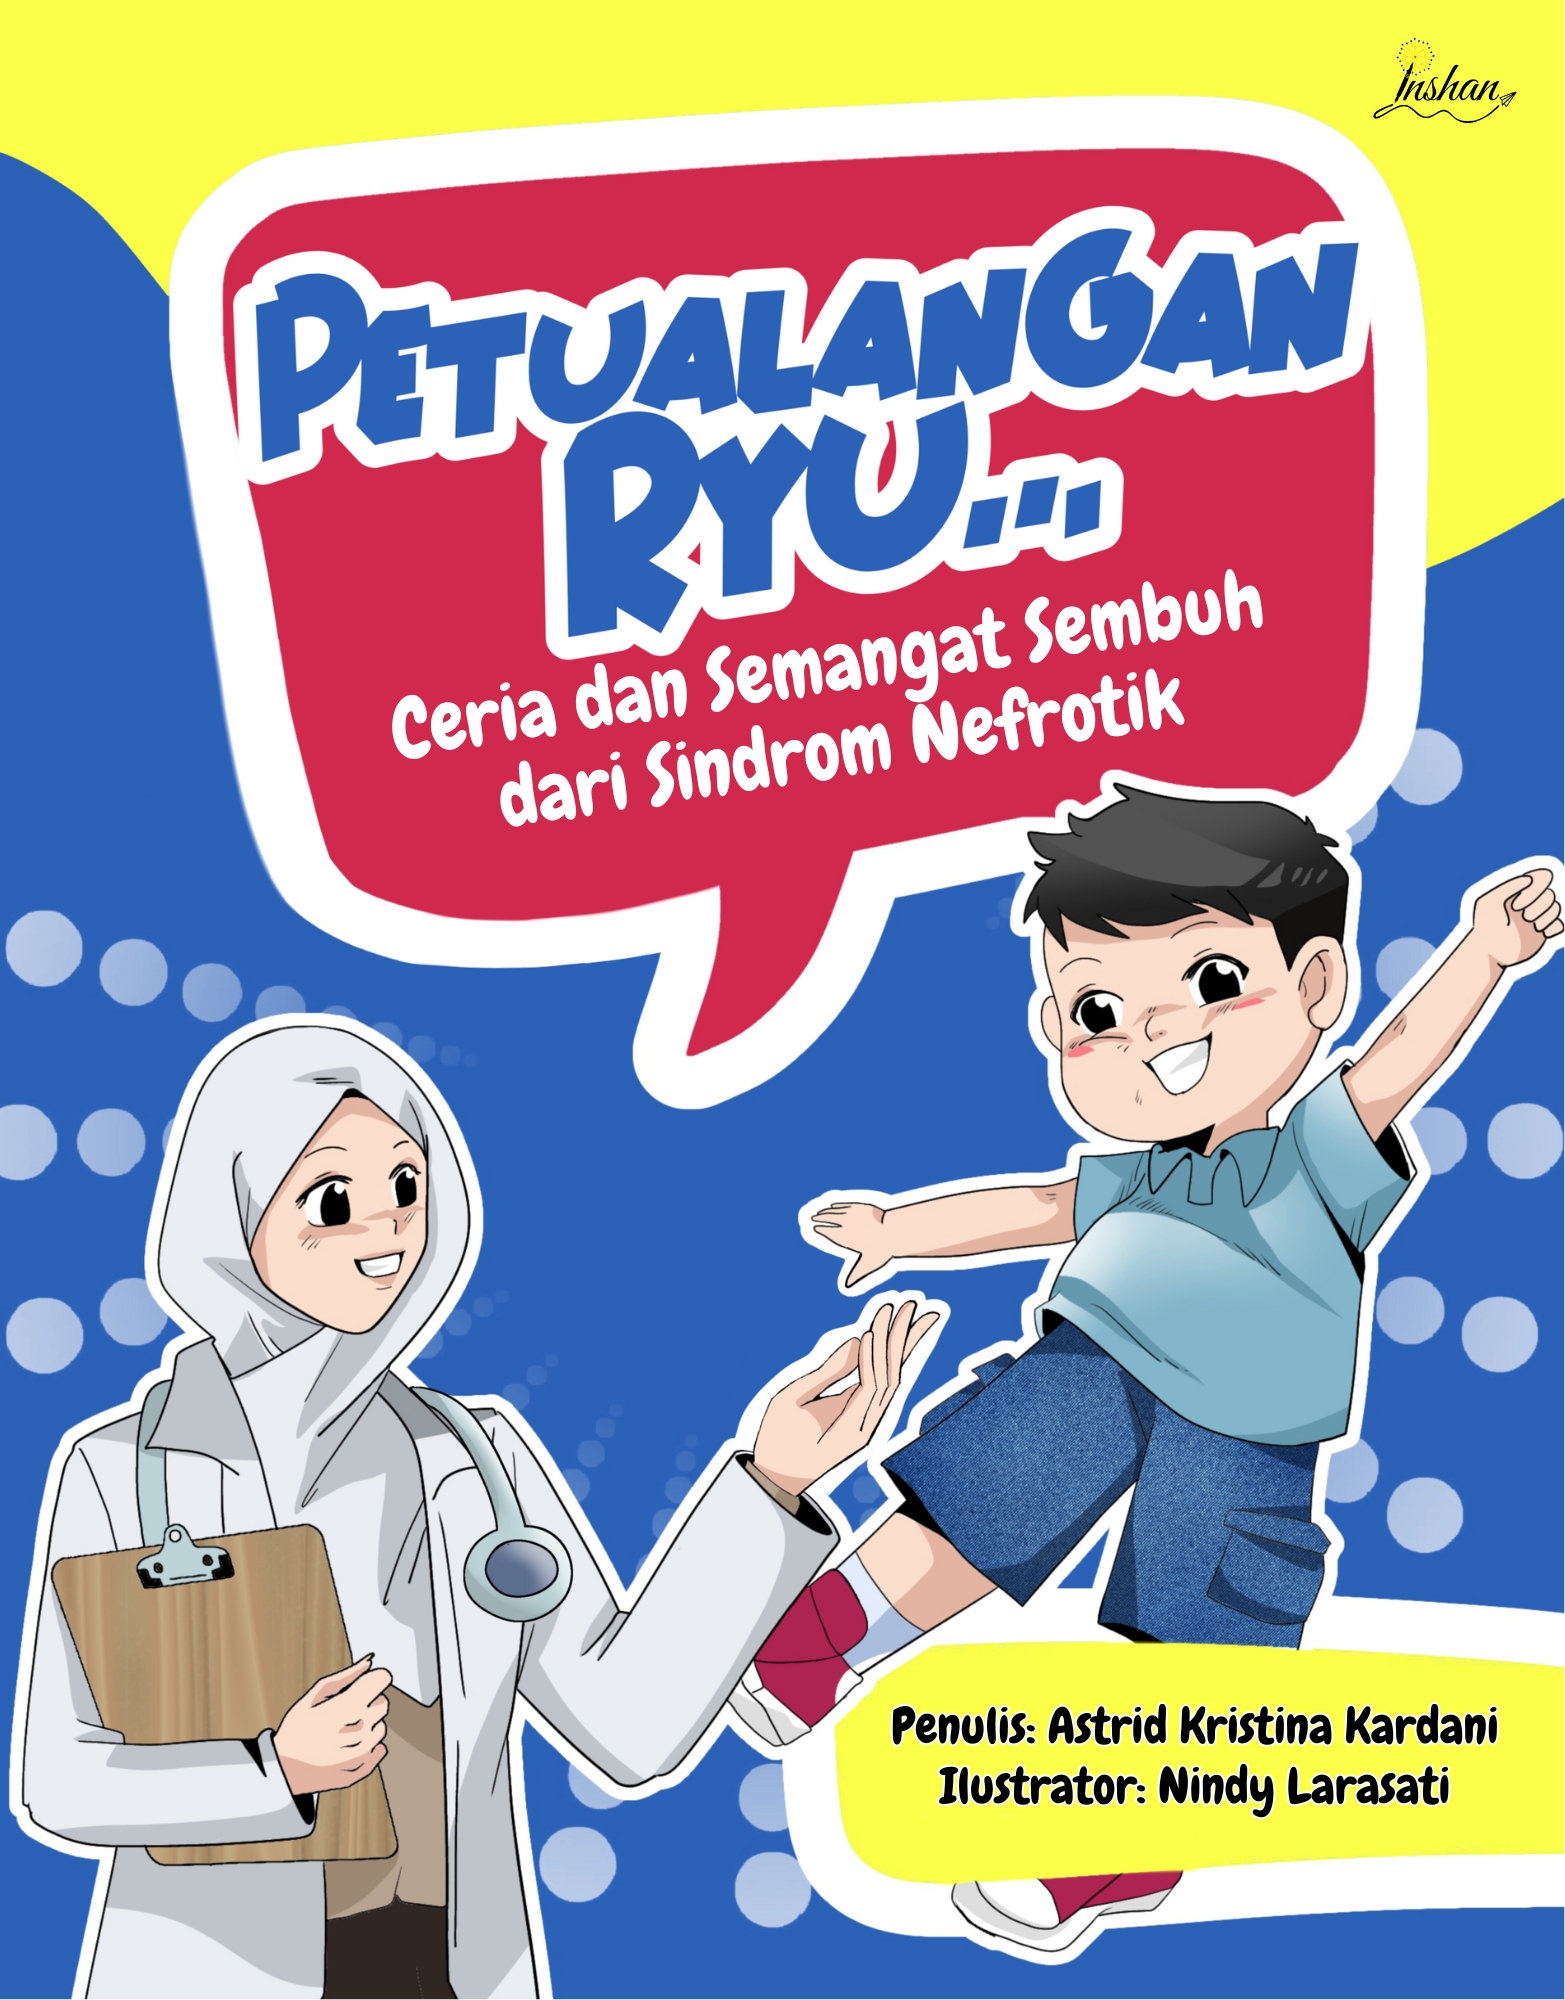 Inshan
PETUALANGAN
RYU...
Ceria dan Semangat Sembuh
dari Sindrom Nefrotik
Penulis: Astrid Kristina Kardani
Ilustrator: Nindy Larasati